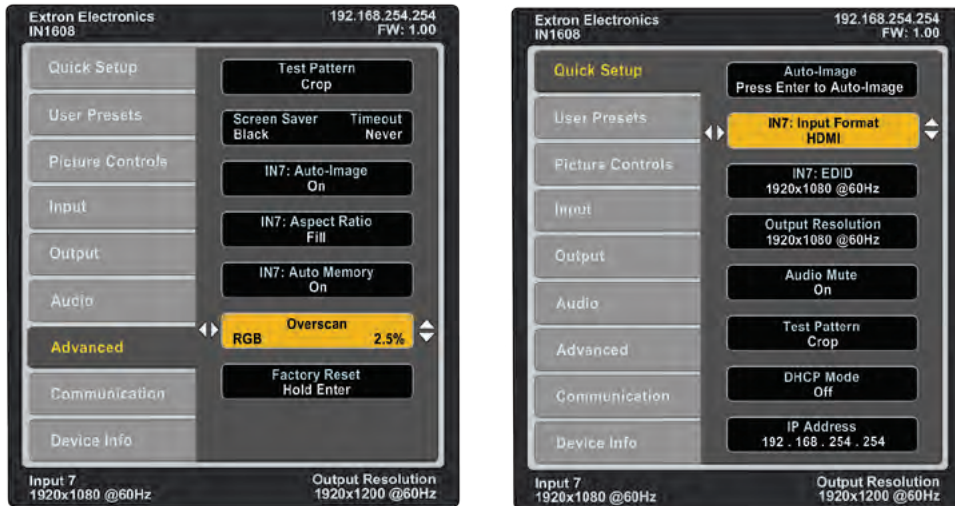 Extron Electronics 192.168.254.254
IN1608 FW: 1.00
Quick Setup
User Presets
Picture Controls
Input
Output
Audio
Advanced
Communication
Device Info
Test Pattern
Crop
Screen Saver Timeout
Black Never
IN7: Auto-Image
On
IN7: Aspect Ratio
Fill
IN7: Auto Memory
On
Overscan
RGB 2.5%
Factory Reset
Hold Enter
Input 7 Output Resolution
1920x1080 @60Hz 1920x1200 @60Hz
Extron Electronics 192.168.254.254
IN1608 FW: 1.00
Quick Setup
User Presets
Picture Controls
Input
Output
Audio
Advanced
Communication
Device Info
Auto-Image
Press Enter to Auto-Image
IN7: Input Format
HDMI
IN7: EDID
1920x1080 @60Hz
Output Resolution
1920x1080 @60Hz
Audio Mute
On
Test Pattern
Crop
DHCP Mode
Off
IP Address
192 . 168 . 254 . 254
Input 7 Output Resolution
1920x1080 @60Hz 1920x1200 @60Hz